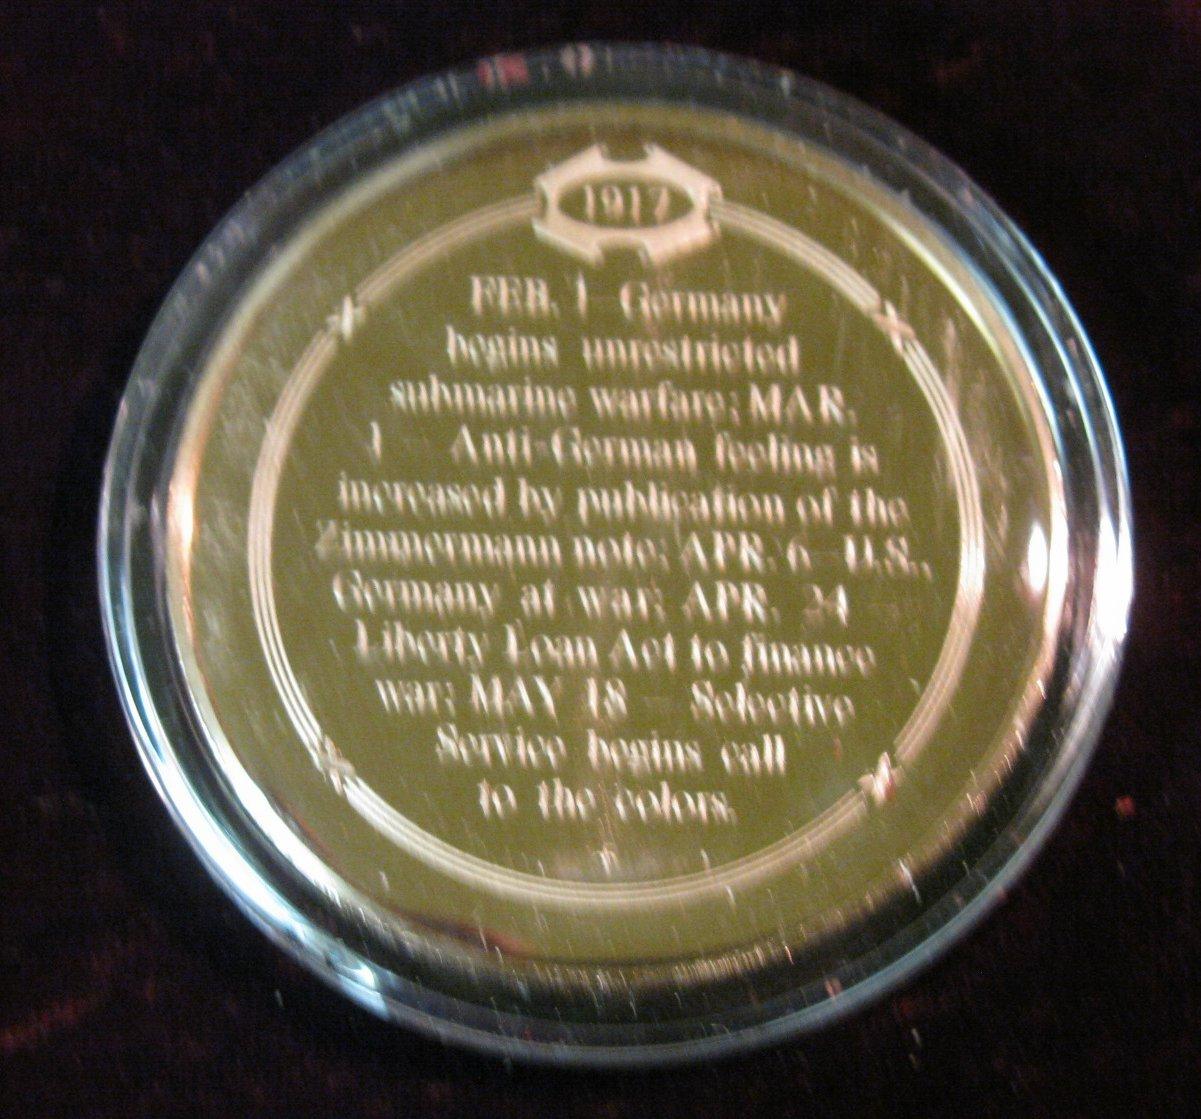 1917
FEB. 1 – Germany
begins unrestricted
submarine warfare; MAR.
1 – Anti-German feeling is
increased by publication of the
Zimmermann note; APR. 6 – U.S.,
Germany at war; APR. 24 –
Liberty Loan Act to finance
war; MAY 18 – Selective
Service begins call
to the colors.